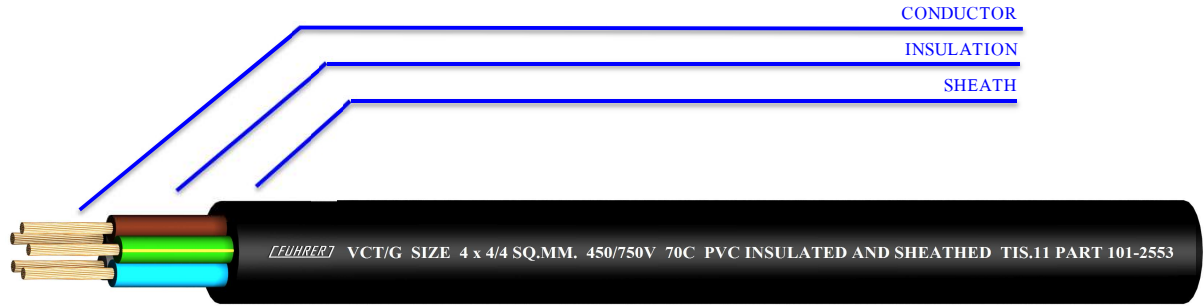 CONDUCTOR
INSULATION
SHEATH
FUHRER VCT/G SIZE 4 x 4/4 SQ.MM. 450/750V 70C PVC INSULATED AND SHEATHED TIS.11 PART 101-2553